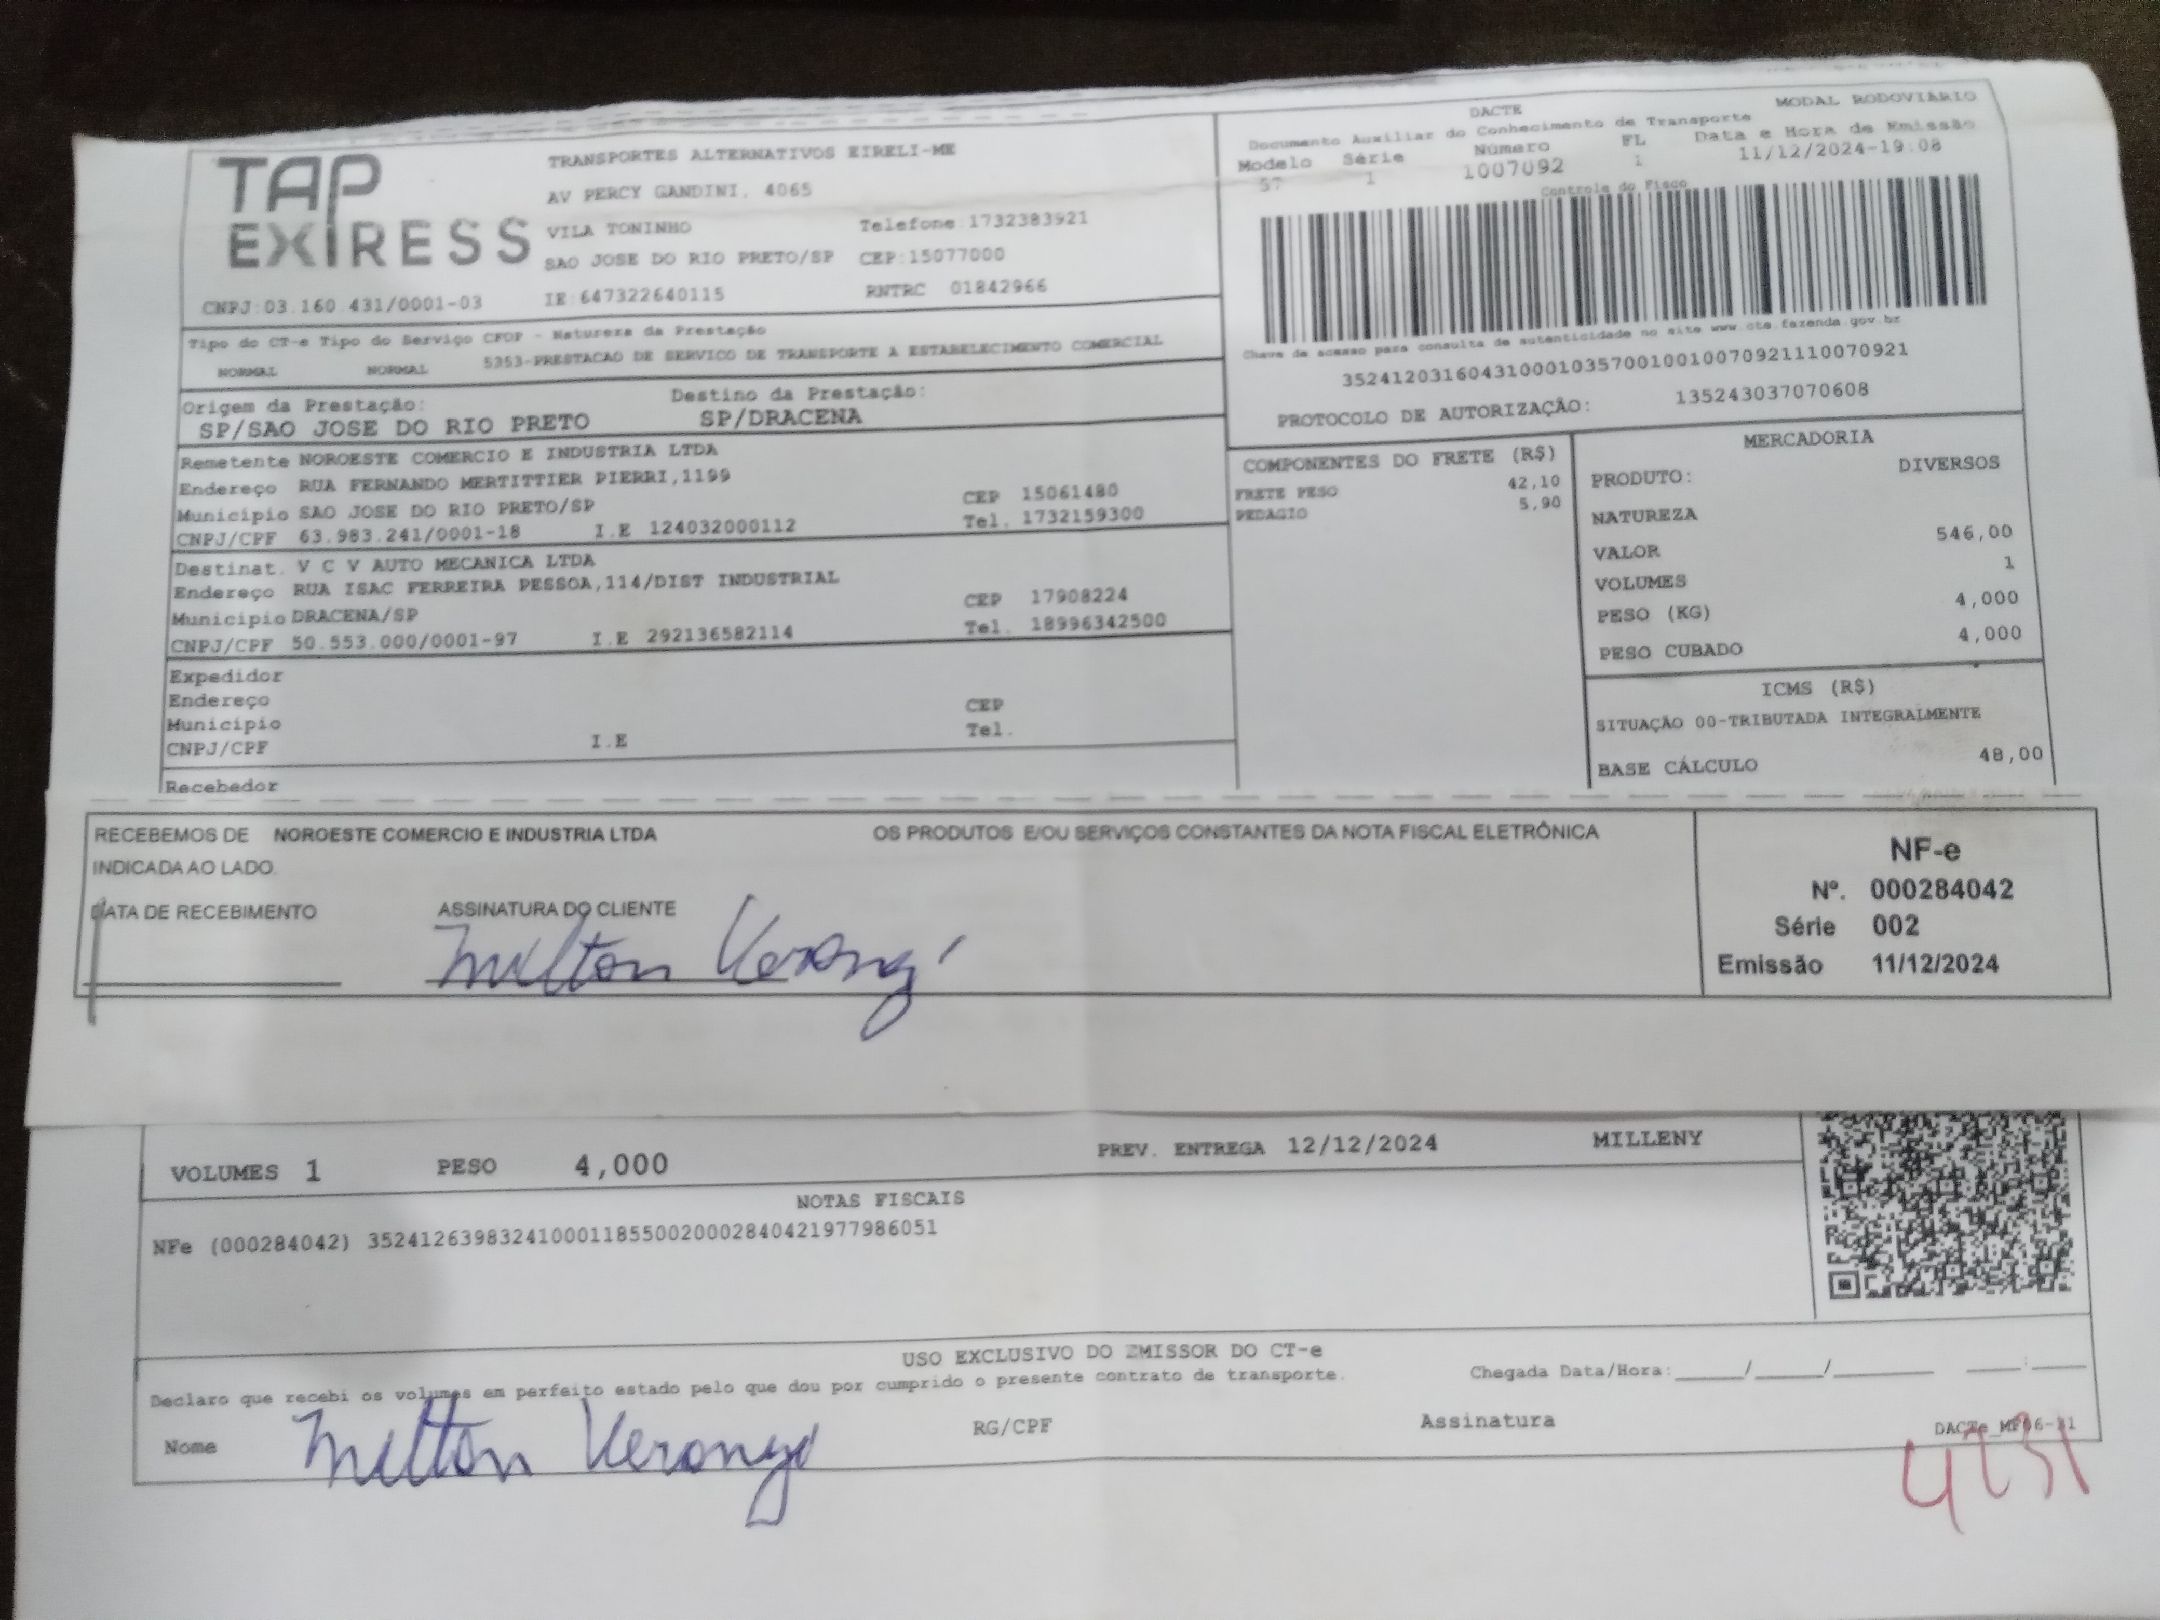 TAP
EXPRESS
TRANSPORTES ALTERNATIVOS EIRELI-ME
AV PERCY GANDINI, 4065
VILA TONINHO Telefone:1732383921
SAO JOSE DO RIO PRETO/SP CEP:15077000
CNPJ:03.160.431/0001-03 IE:647322640115 RNTRC 01842966
DACTE MODAL RODOVIÁRIO
Documento Auxiliar do Conhecimento de Transporte
Modelo Série Número FL Data e Hora de Emissão
57 1 1007092 1 11/12/2024-19:08
Controle do Fisco
Chave de acesso para consulta de autenticidade no site www.cte.fazenda.gov.br
35241203160431000103570010010070921110070921
PROTOCOLO DE AUTORIZAÇÃO: 135243037070608
Tipo do CT-e Tipo do Serviço CFOP - Natureza da Prestação
NORMAL NORMAL 5353-PRESTACAO DE SERVICO DE TRANSPORTE A ESTABELECIMENTO COMERCIAL
Origem da Prestação: Destino da Prestação:
SP/SAO JOSE DO RIO PRETO SP/DRACENA
Remetente NOROESTE COMERCIO E INDUSTRIA LTDA
Endereço RUA FERNANDO MERTITTIER PIERRI,1199
Município SAO JOSE DO RIO PRETO/SP CEP 15061480
CNPJ/CPF 63.983.241/0001-18 I.E 124032000112 Tel. 1732159300
Destinat. V C V AUTO MECANICA LTDA
Endereço RUA ISAC FERREIRA PESSOA,114/DIST INDUSTRIAL
Município DRACENA/SP CEP 17908224
CNPJ/CPF 50.553.000/0001-97 I.E 292136582114 Tel. 18996342500
Expedidor
Endereço
Município CEP
CNPJ/CPF I.E Tel.
Recebedor
COMPONENTES DO FRETE (R$)
FRETE PESO 42,10
PEDAGIO 5,90
MERCADORIA
PRODUTO: DIVERSOS
NATUREZA
VALOR 546,00
VOLUMES 1
PESO (KG) 4,000
PESO CUBADO 4,000
ICMS (R$)
SITUAÇÃO 00-TRIBUTADA INTEGRALMENTE
BASE CÁLCULO 48,00
RECEBEMOS DE NOROESTE COMERCIO E INDUSTRIA LTDA OS PRODUTOS E/OU SERVIÇOS CONSTANTES DA NOTA FISCAL ELETRÔNICA
INDICADA AO LADO.
DATA DE RECEBIMENTO ASSINATURA DO CLIENTE
Milton Verongi
NF-e
Nº. 000284042
Série 002
Emissão 11/12/2024
VOLUMES 1 PESO 4,000 PREV. ENTREGA 12/12/2024 MILLENY
NOTAS FISCAIS
NFe (000284042) 35241263983241000118550020002840421977986051
USO EXCLUSIVO DO EMISSOR DO CT-e
Declaro que recebi os volumes em perfeito estado pelo que dou por cumprido o presente contrato de transporte. Chegada Data/Hora:____/____/____ __:__
Nome Milton Verongi RG/CPF Assinatura